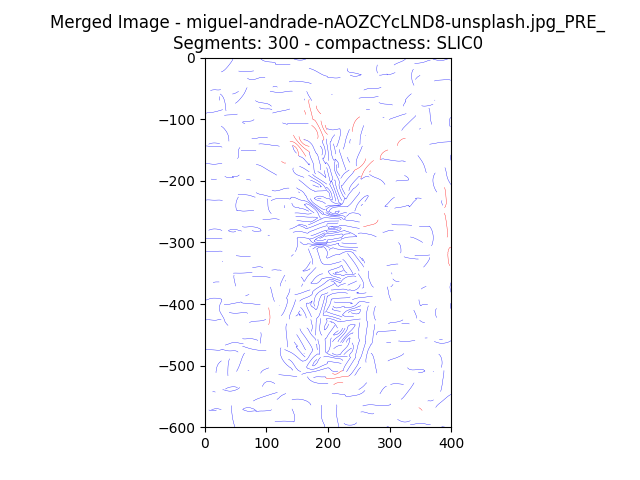 Merged Image - miguel-andrade-nAOZCYcLND8-unsplash.jpg_PRE_
Segments: 300 - compactness: SLIC0
0
−100
−200
−300
−400
−500
−600
0 100 200 300 400